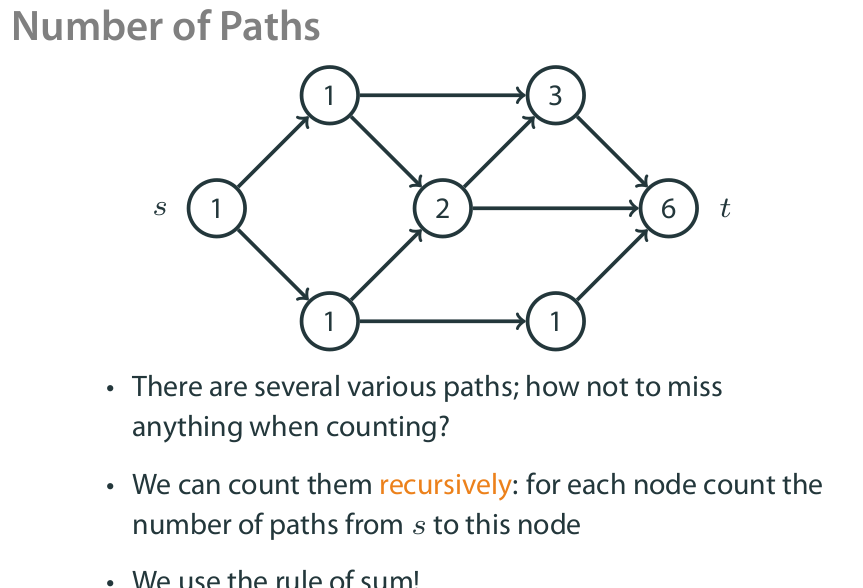 Number of Paths
1
3
s
1
2
6
t
1
1
• There are several various paths; how not to miss
anything when counting?
• We can count them recursively: for each node count the
number of paths from s to this node
• We use the rule of sum!